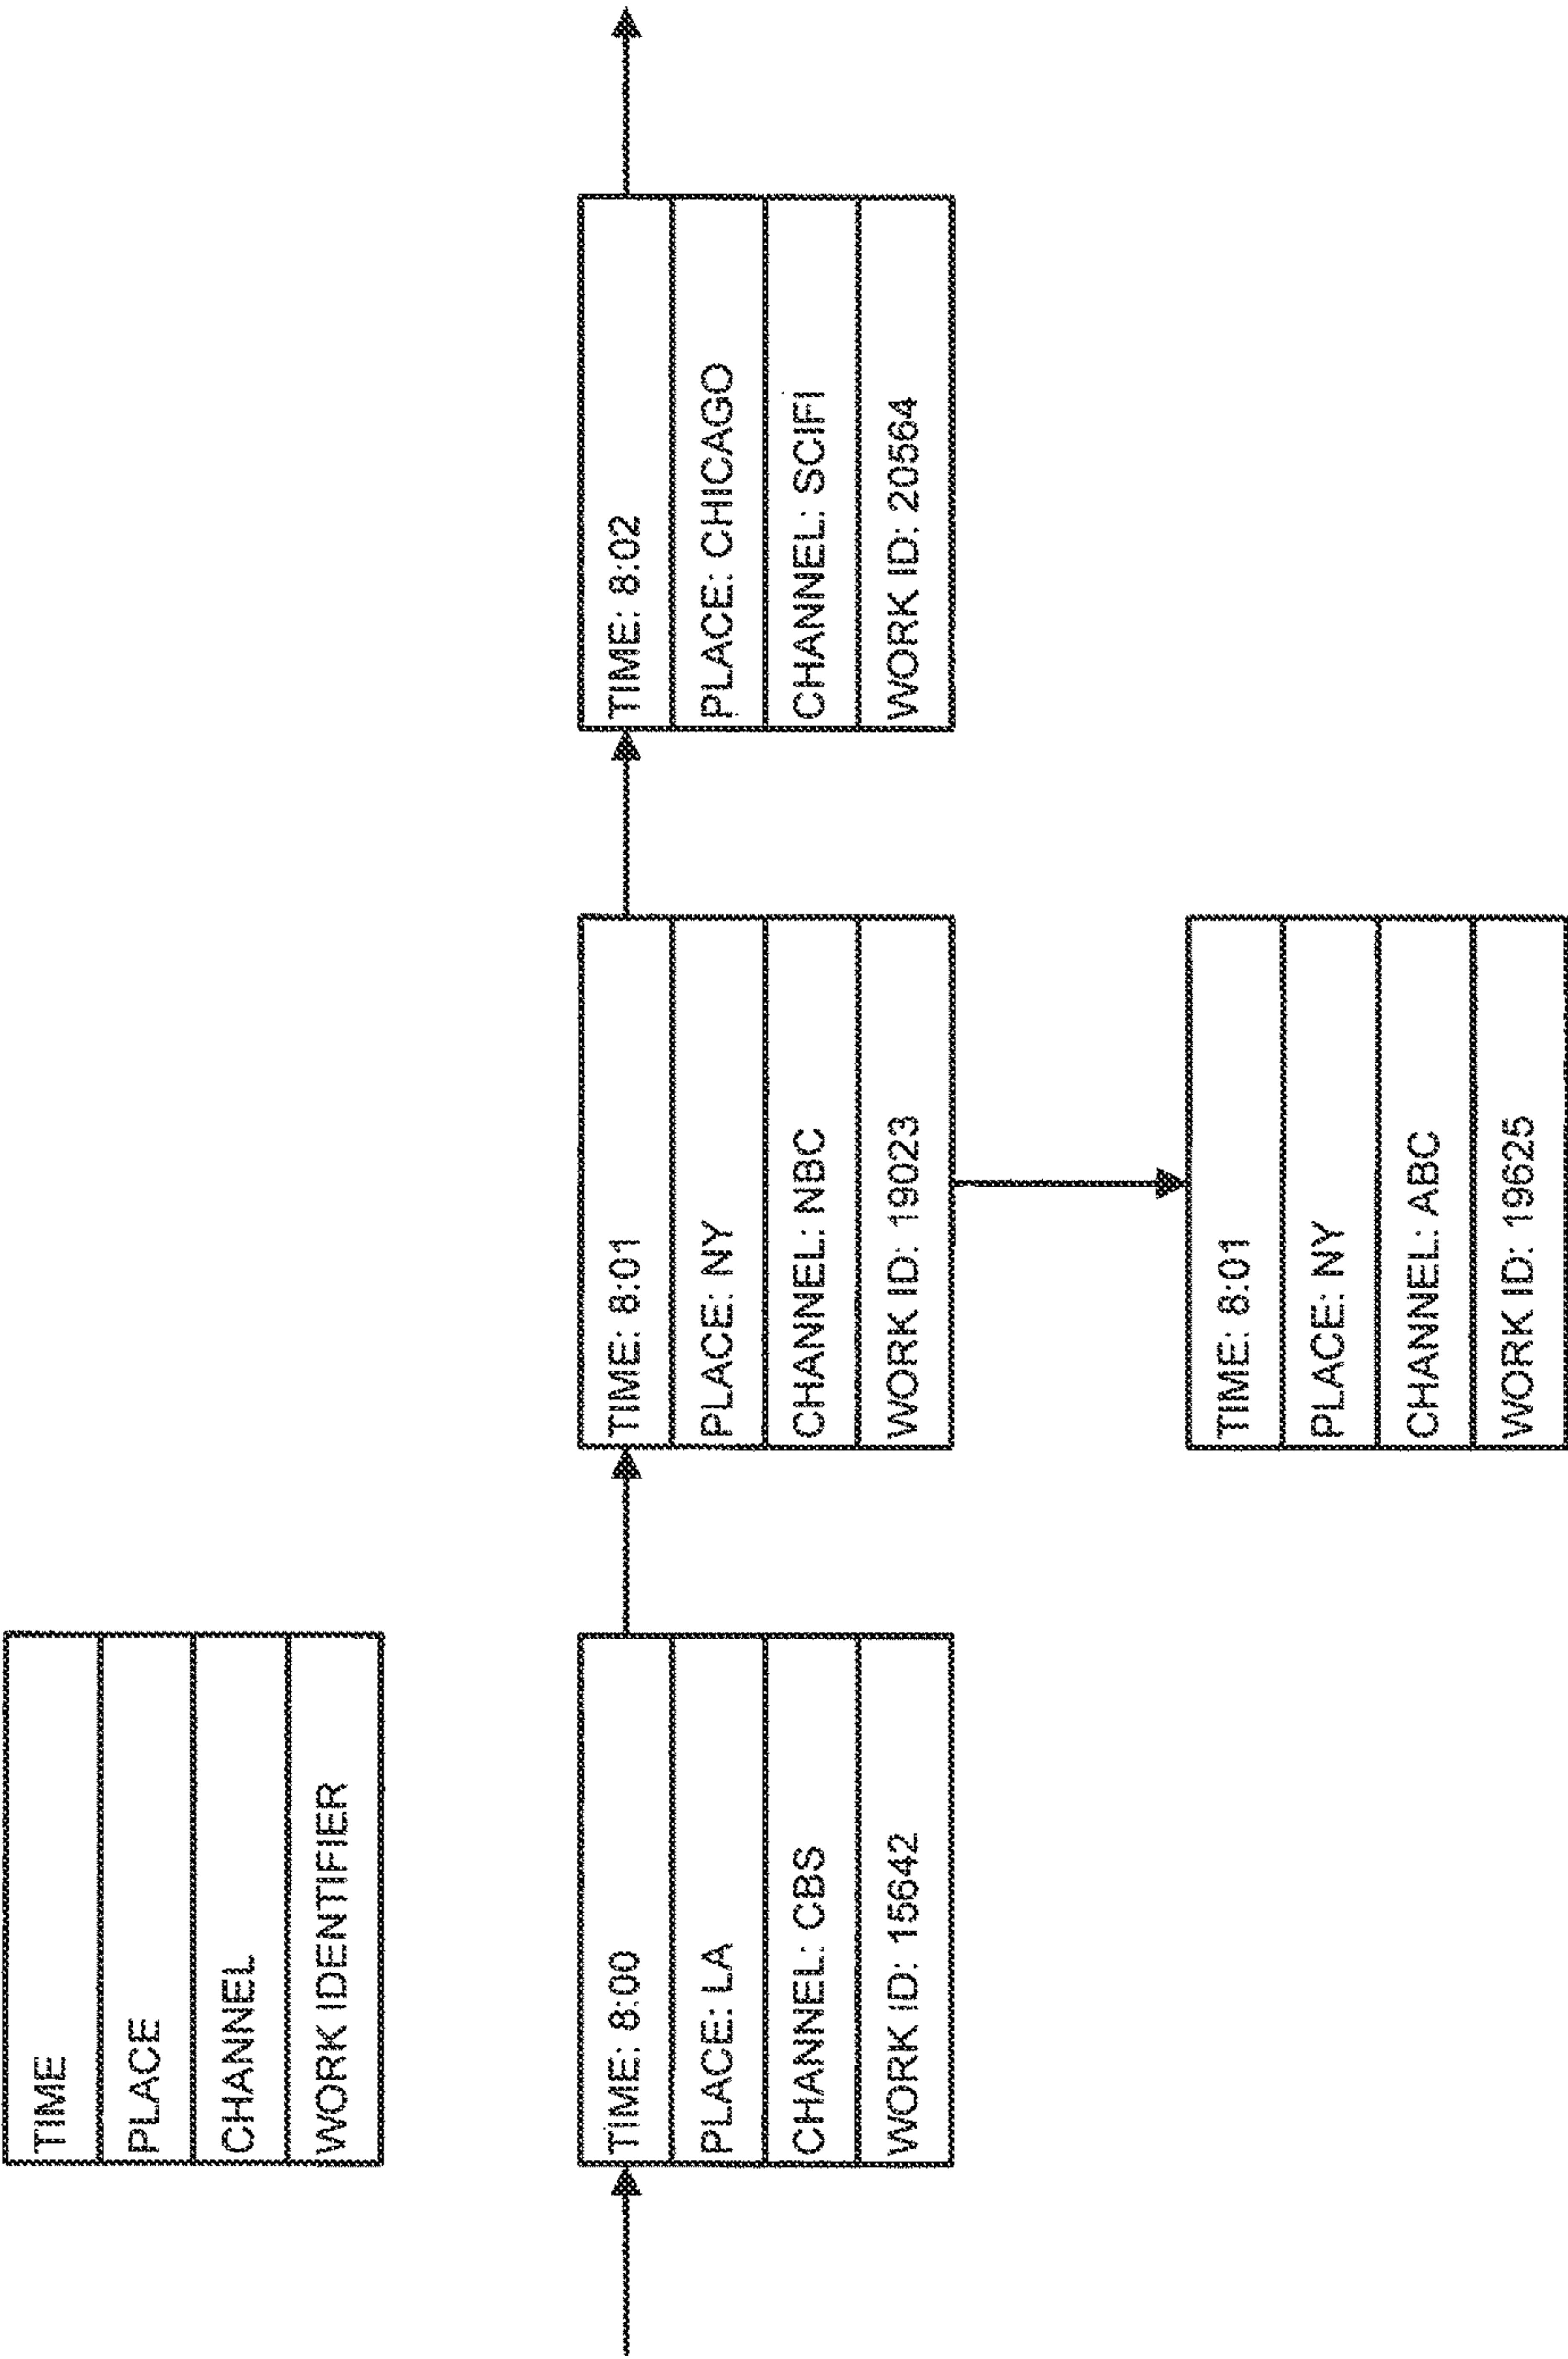 TIME
PLACE
CHANNEL
WORK IDENTIFIER
TIME: 8:00
PLACE: LA
CHANNEL: CBS
WORK ID: 15642
TIME: 8:01
PLACE: NY
CHANNEL: NBC
WORK ID: 19023
TIME: 8:02
PLACE: CHICAGO
CHANNEL: SCIFI
WORK ID: 20564
TIME: 8:01
PLACE: NY
CHANNEL: ABC
WORK ID: 19625